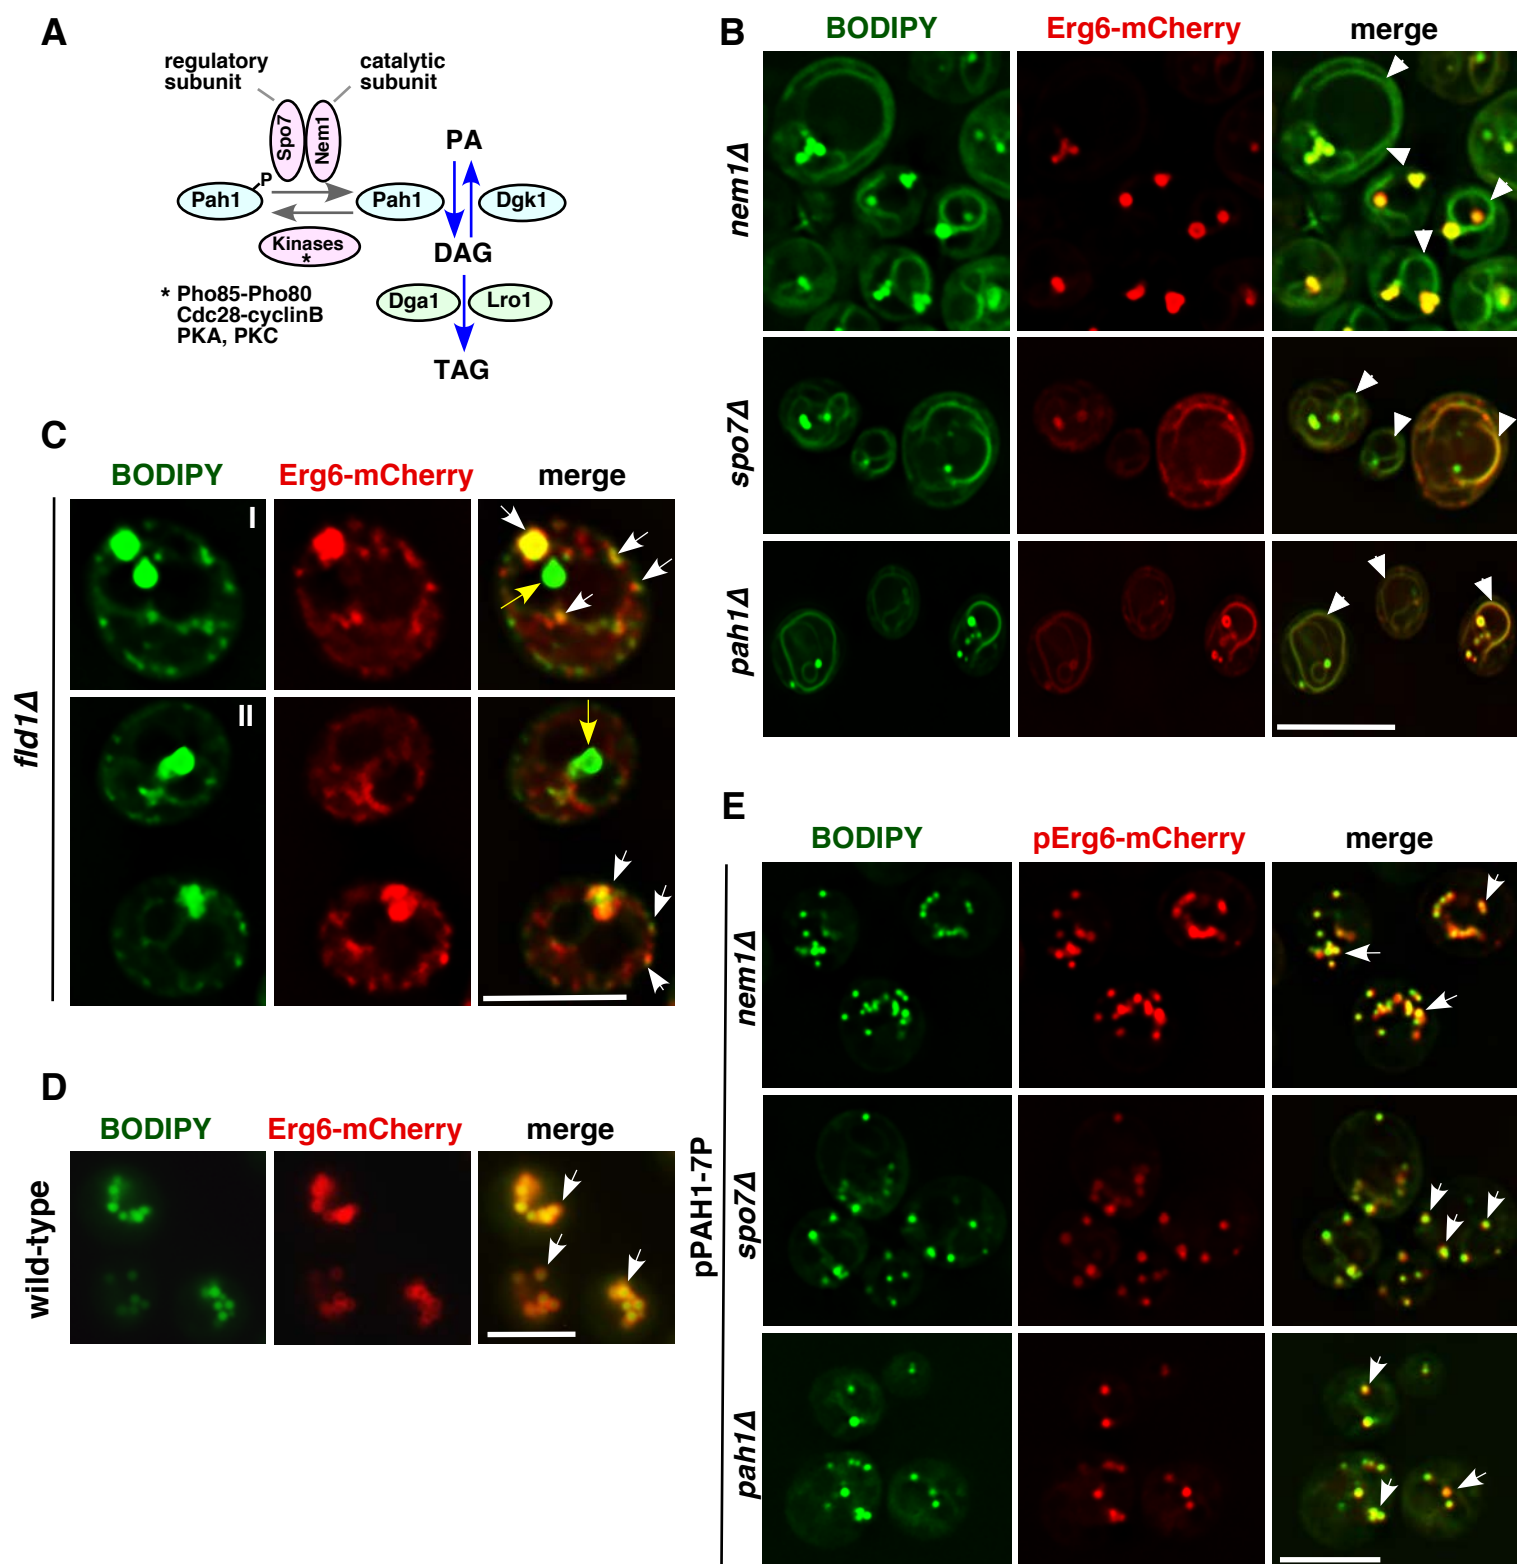 A
regulatory
subunit
catalytic
subunit
Spo7
Nem1
PA
P
Pah1
Pah1
Dgk1
Kinases
*
DAG
* Pho85-Pho80
Cdc28-cyclinB
PKA, PKC
Dga1
Lro1
TAG
B
BODIPY
Erg6-mCherry
merge
nem1Δ
spo7Δ
pah1Δ
C
BODIPY
Erg6-mCherry
merge
fld1Δ
I
II
D
BODIPY
Erg6-mCherry
merge
wild-type
E
BODIPY
pErg6-mCherry
merge
pPAH1-7P
nem1Δ
spo7Δ
pah1Δ